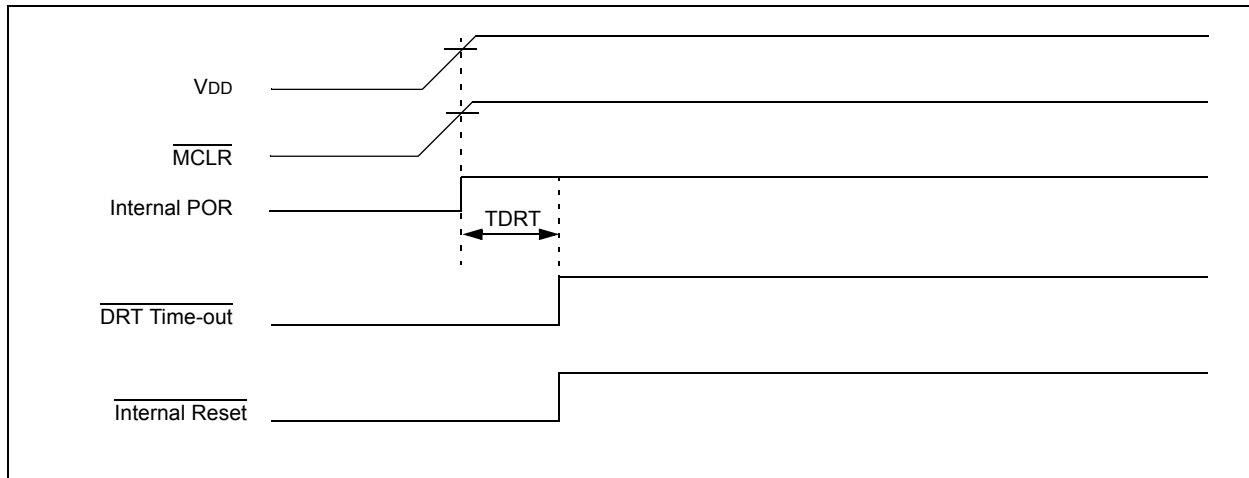 VDD
MCLR
Internal POR
TDRT
DRT Time-out
Internal Reset